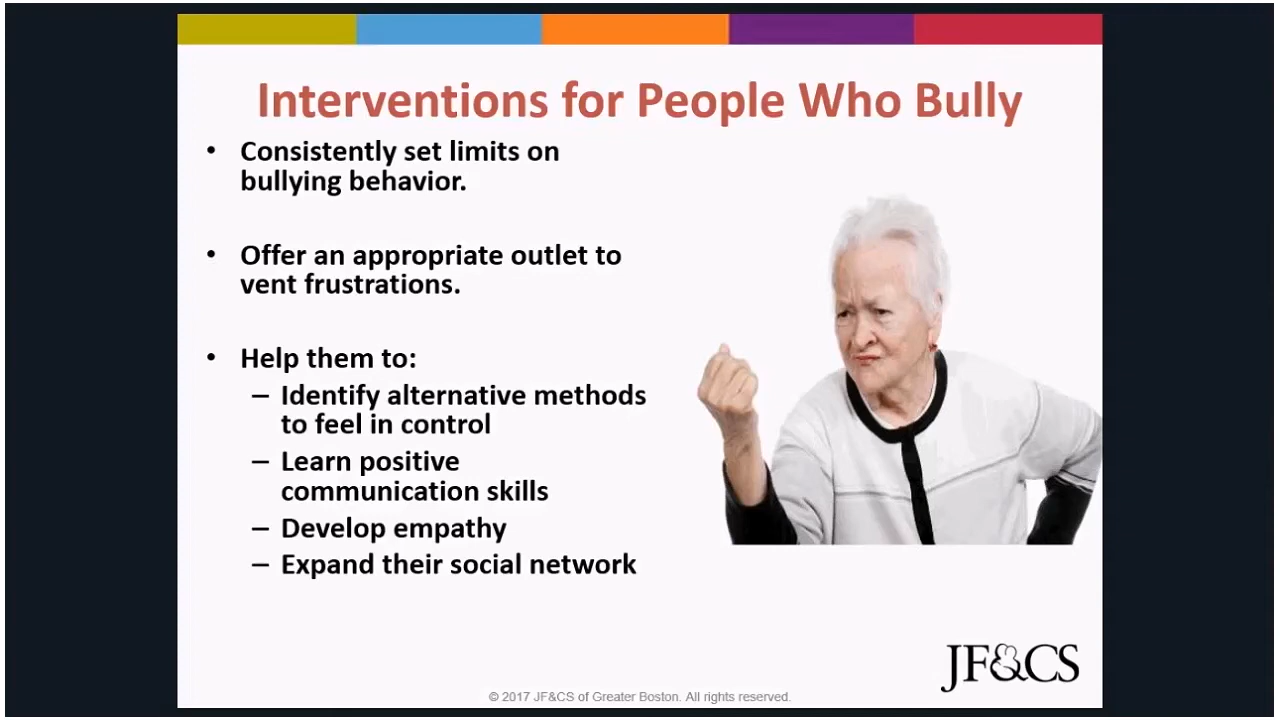 Interventions for People Who Bully
• Consistently set limits on
bullying behavior.
• Offer an appropriate outlet to
vent frustrations.
• Help them to:
– Identify alternative methods
to feel in control
– Learn positive
communication skills
– Develop empathy
– Expand their social network
JF&CS
© 2017 JF&CS of Greater Boston. All rights reserved.